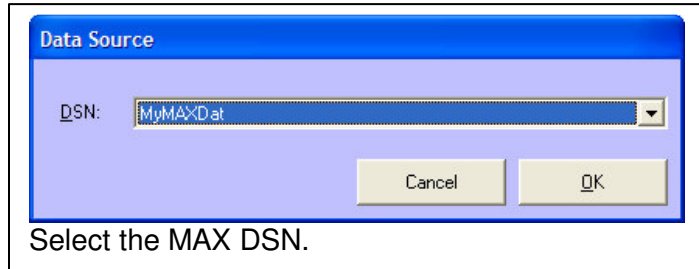 Data Source
DSN: MyMAXDat
Cancel OK
Select the MAX DSN.